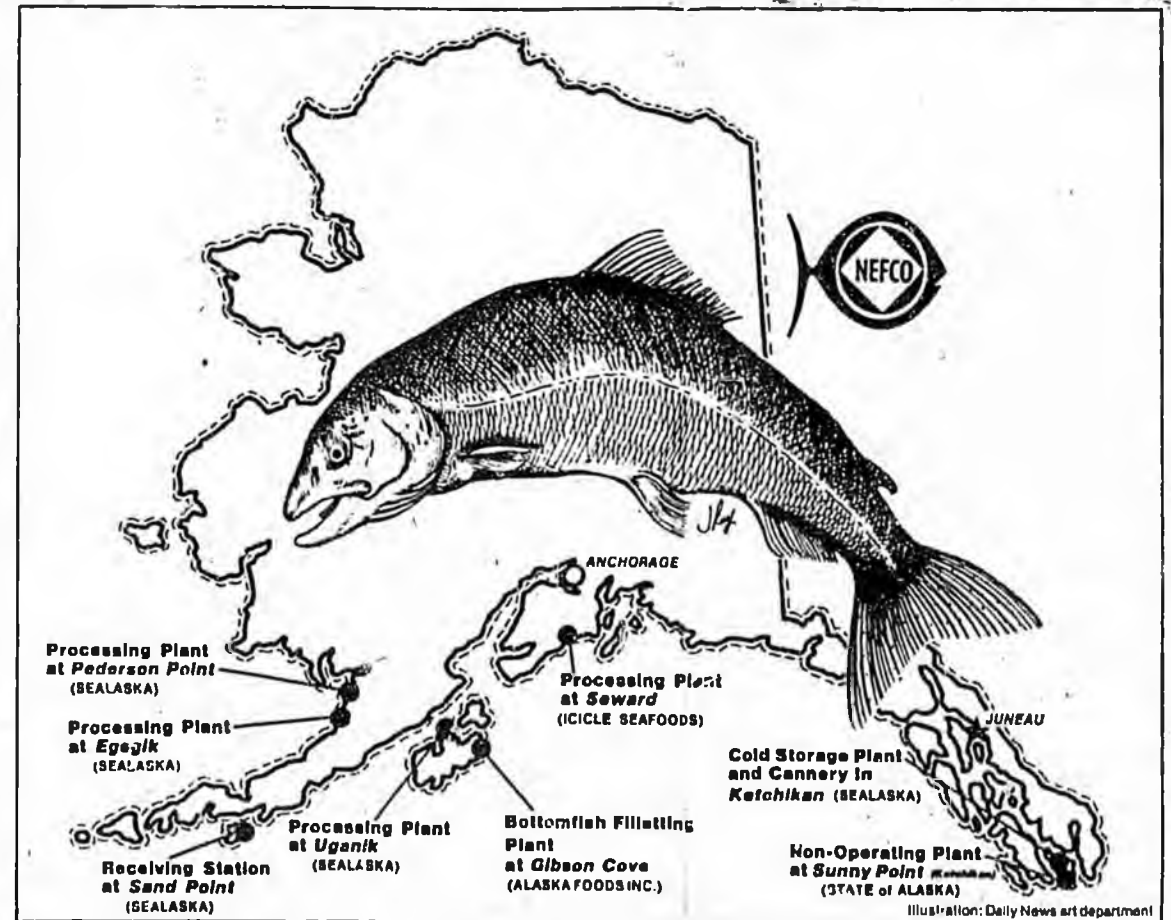 NEFCO
ANCHORAGE
Processing Plant
at Pederson Point
(SEALASKA)
Processing Plant
at Egegik
(SEALASKA)
Processing Plant
at Seward
(ICICLE SEAFOODS)
JUNEAU
Cold Storage Plant
and Cannery in
Ketchikan (SEALASKA)
Receiving Station
at Sand Point
(SEALASKA)
Processing Plant
at Uganik
(SEALASKA)
Bottomfish Filletting
Plant
at Gibson Cove
(ALASKA FOODS INC.)
Non-Operating Plant
at Sunny Point (Ketchikan)
(STATE of ALASKA)
Illustration: Daily News art department